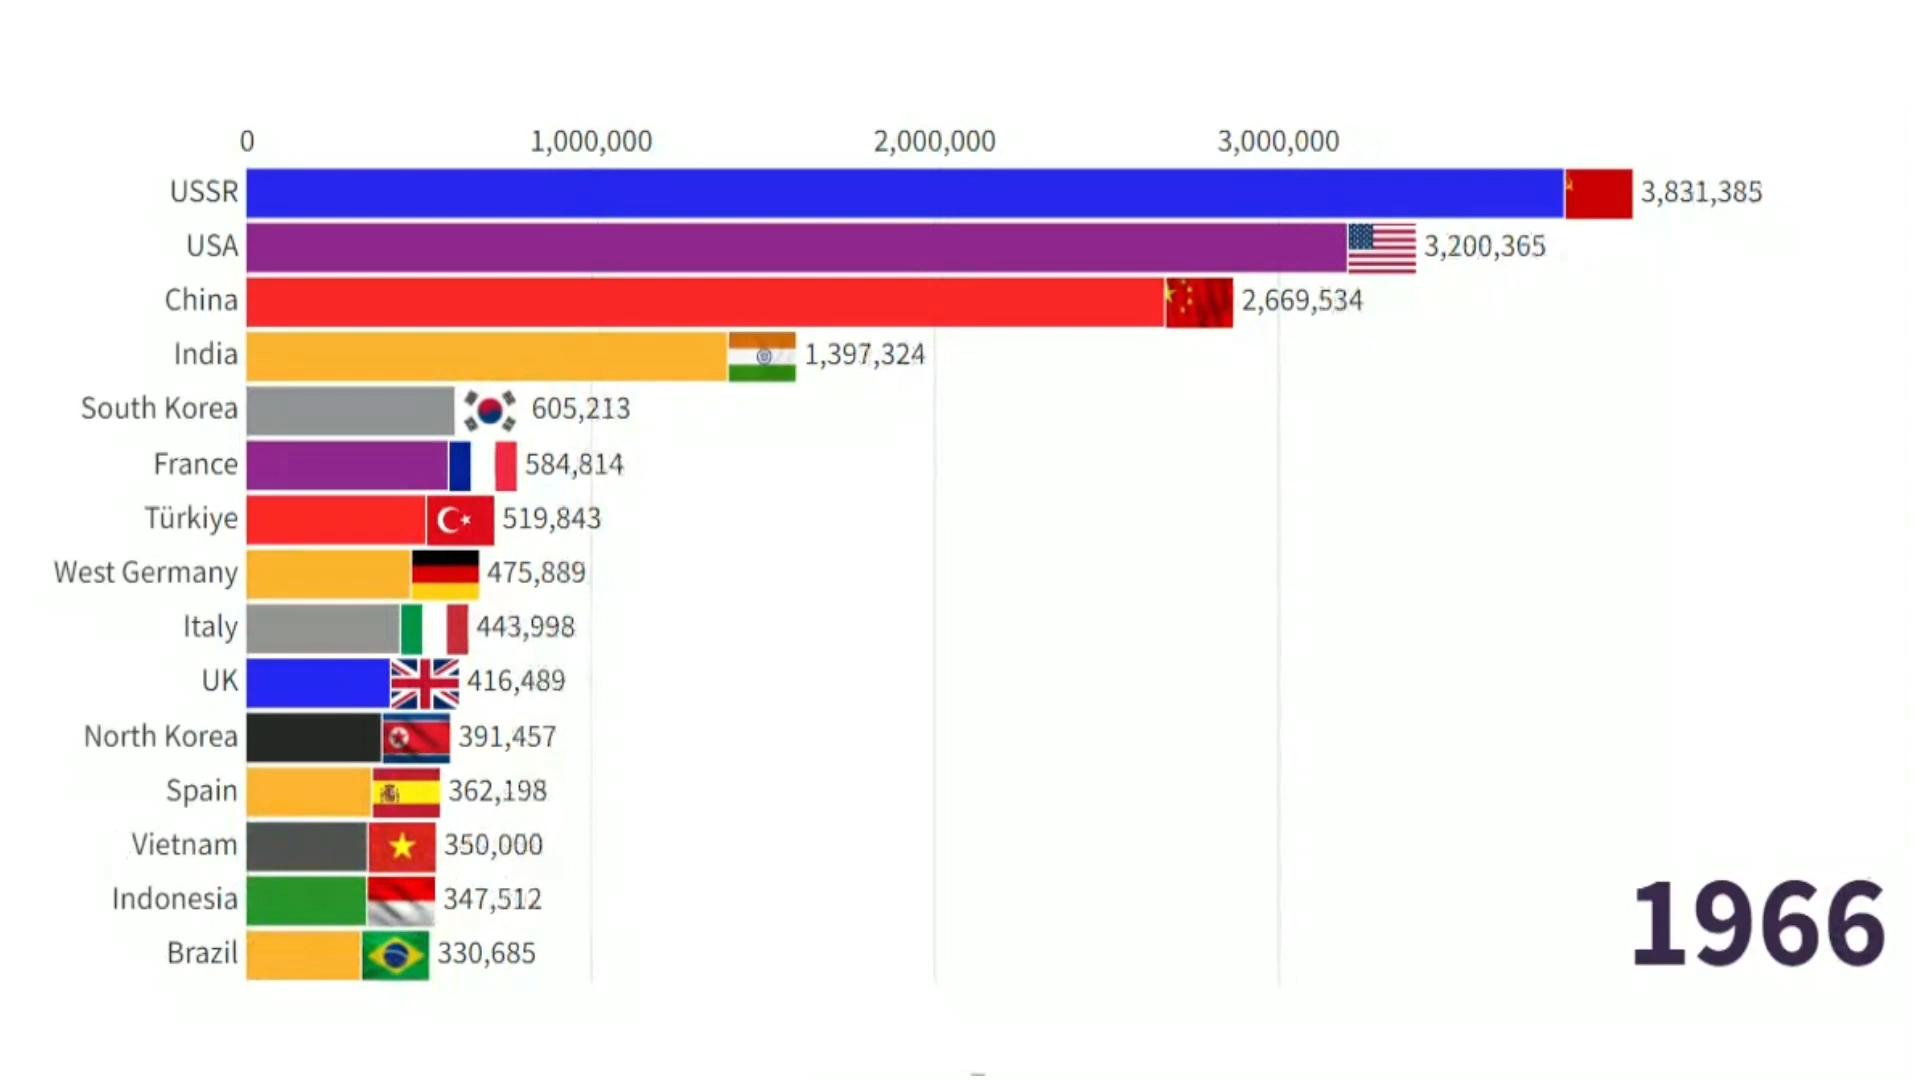 0 1,000,000 2,000,000 3,000,000
USSR 3,831,385
USA 3,200,365
China 2,669,534
India 1,397,324
South Korea 605,213
France 584,814
Türkiye 519,843
West Germany 475,889
Italy 443,998
UK 416,489
North Korea 391,457
Spain 362,198
Vietnam 350,000
Indonesia 347,512
Brazil 330,685
1966